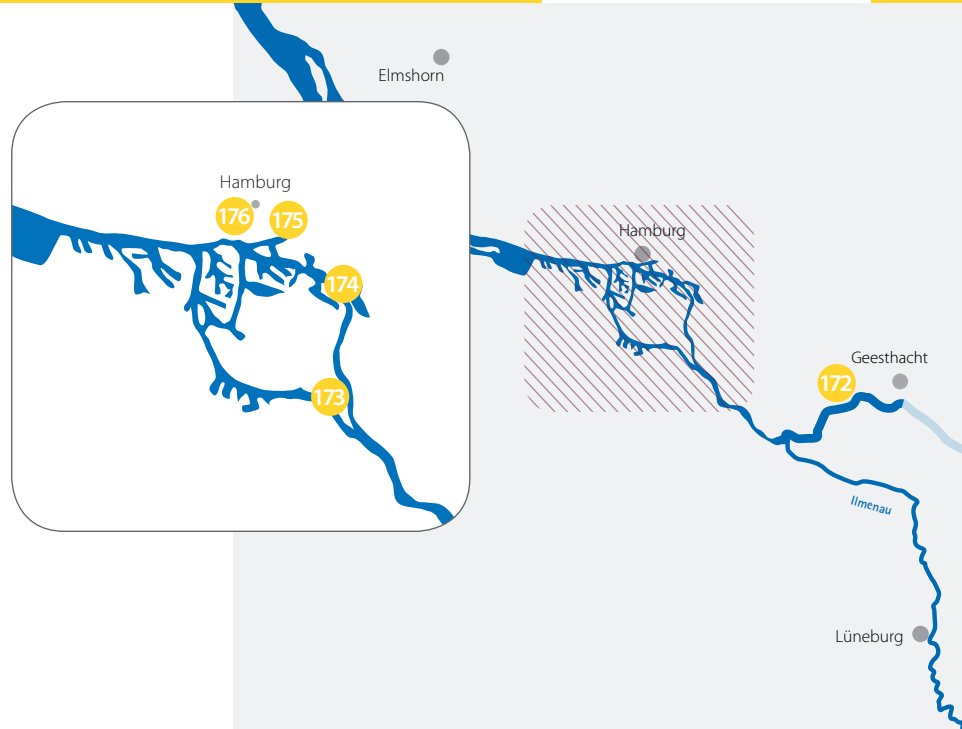 Elmshorn
Hamburg
176
175
Hamburg
174
Geesthacht
172
173
Ilmenau
Lüneburg